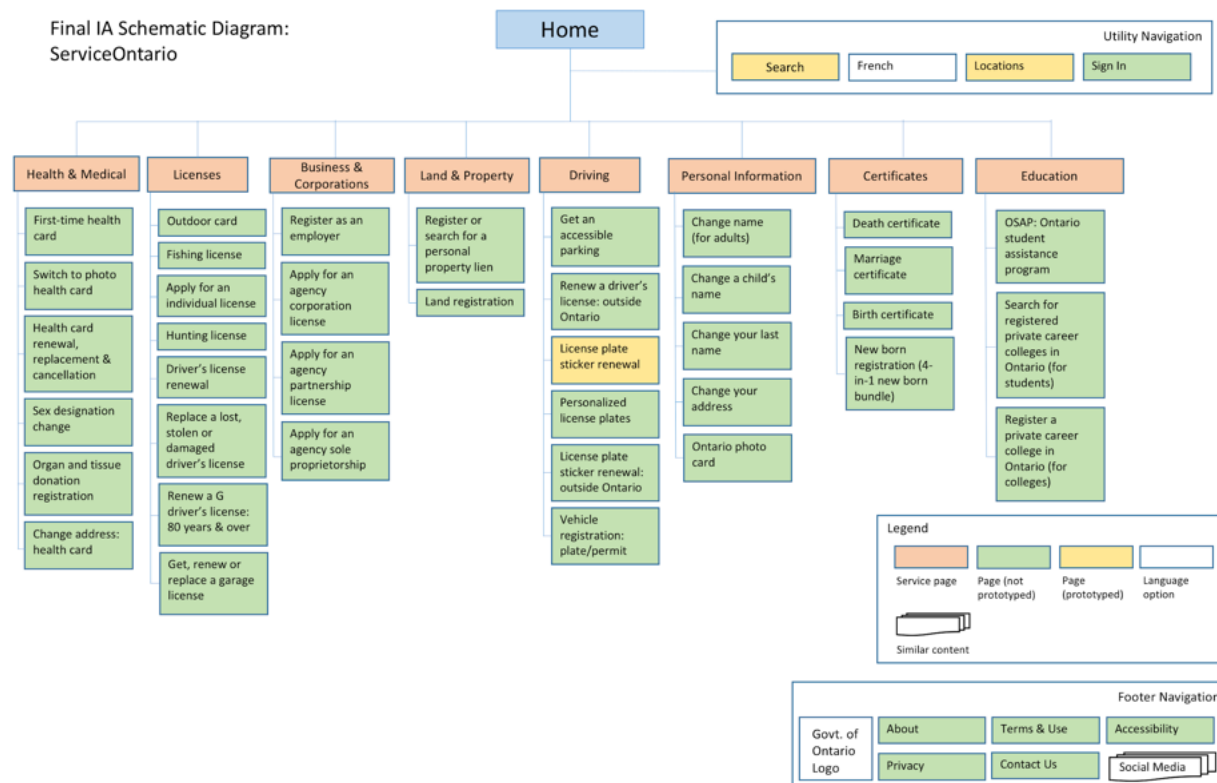 Final IA Schematic Diagram:
ServiceOntario
Home
Utility Navigation
Search
French
Locations
Sign In
Health & Medical
First-time health
card
Switch to photo
health card
Health card
renewal,
replacement &
cancellation
Sex designation
change
Organ and tissue
donation
registration
Change address:
health card
Licenses
Outdoor card
Fishing license
Apply for an
individual license
Hunting license
Driver's license
renewal
Replace a lost,
stolen or
damaged
driver's license
Renew a G
driver's license:
80 years & over
Get, renew or
replace a garage
license
Business &
Corporations
Register as an
employer
Apply for an
agency
corporation
license
Apply for an
agency
partnership
license
Apply for an
agency sole
proprietorship
Land & Property
Register or
search for a
personal
property lien
Land registration
Driving
Get an
accessible
parking
Renew a driver's
license: outside
Ontario
License plate
sticker renewal
Personalized
license plates
License plate
sticker renewal:
outside Ontario
Vehicle
registration:
plate/permit
Personal Information
Change name
(for adults)
Change a child's
name
Change your
last name
Change your
address
Ontario photo
card
Certificates
Death certificate
Marriage
certificate
Birth certificate
New born
registration (4-
in-1 new born
bundle)
Education
OSAP: Ontario
student
assistance
program
Search for
registered
private career
colleges in
Ontario (for
students)
Register a
private career
college in
Ontario (for
colleges)
Legend
Service page
Page (not
prototyped)
Page
(prototyped)
Language
option
Similar content
Footer Navigation
Govt. of
Ontario
Logo
About
Terms & Use
Accessibility
Privacy
Contact Us
Social Media